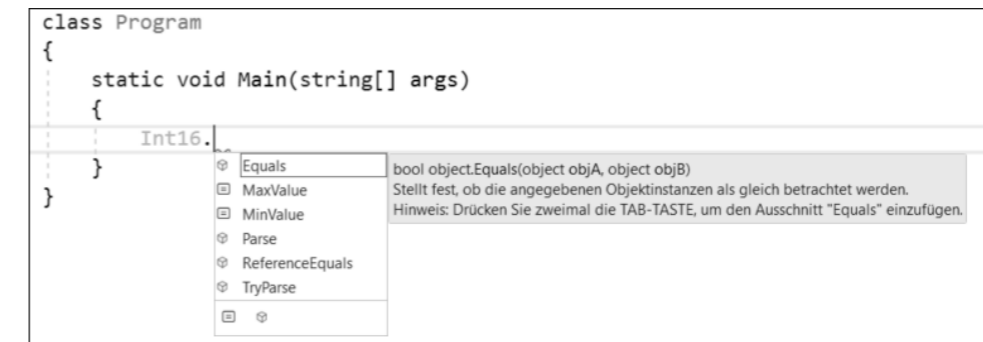 class Program
{
static void Main(string[] args)
{
Int16.
}
}
Equals
MaxValue
MinValue
Parse
ReferenceEquals
TryParse
bool object.Equals(object objA, object objB)
Stellt fest, ob die angegebenen Objektinstanzen als gleich betrachtet werden.
Hinweis: Drücken Sie zweimal die TAB-TASTE, um den Ausschnitt "Equals" einzufügen.